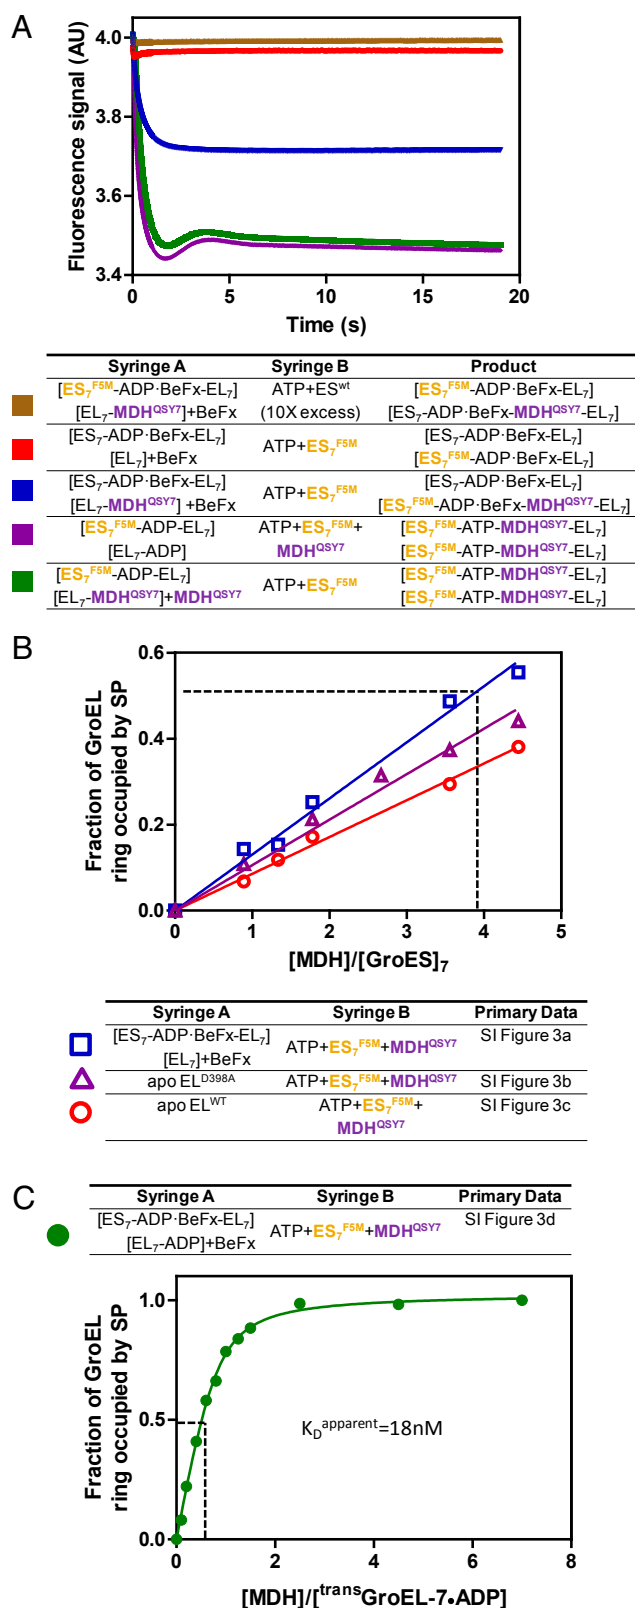 A
Fluorescence signal (AU)
4.0
3.8
3.6
3.4
0
5
10
15
20
Time (s)
Syringe A Syringe B Product
[ES₇F5M-ADP·BeFx-EL₇] ATP+ESwt [ES₇F5M-ADP·BeFx-EL₇]
[EL₇-MDHQSY7]+BeFx (10X excess) [ES₇-ADP·BeFx-MDHQSY7-EL₇]
[ES₇-ADP·BeFx-EL₇] ATP+ES₇F5M [ES₇-ADP·BeFx-EL₇]
[EL₇]+BeFx [ES₇F5M-ADP·BeFx-EL₇]
[ES₇-ADP·BeFx-EL₇] ATP+ES₇F5M [ES₇-ADP·BeFx-EL₇]
[EL₇-MDHQSY7] +BeFx [ES₇F5M-ADP·BeFx-MDHQSY7-EL₇]
[ES₇F5M-ADP-EL₇] ATP+ES₇F5M+ [ES₇F5M-ATP-MDHQSY7-EL₇]
[EL₇-ADP] MDHQSY7 [ES₇F5M-ATP-MDHQSY7-EL₇]
[ES₇F5M-ADP-EL₇] ATP+ES₇F5M [ES₇F5M-ATP-MDHQSY7-EL₇]
[EL₇-MDHQSY7]+MDHQSY7 [ES₇F5M-ATP-MDHQSY7-EL₇]
B
Fraction of GroEL
ring occupied by SP
0.6
0.4
0.2
0.0
0
1
2
3
4
5
[MDH]/[GroES]₇
Syringe A Syringe B Primary Data
[ES₇-ADP·BeFx-EL₇] ATP+ES₇F5M+MDHQSY7 SI Figure 3a
[EL₇]+BeFx
apo ELD398A ATP+ES₇F5M+MDHQSY7 SI Figure 3b
apo ELWT ATP+ES₇F5M+ SI Figure 3c
MDHQSY7
C
Syringe A Syringe B Primary Data
[ES₇-ADP·BeFx-EL₇] ATP+ES₇F5M+MDHQSY7 SI Figure 3d
[EL₇-ADP]+BeFx
Fraction of GroEL
ring occupied by SP
1.0
0.5
0.0
KDapparent=18nM
0
2
4
6
8
[MDH]/[transGroEL-7•ADP]